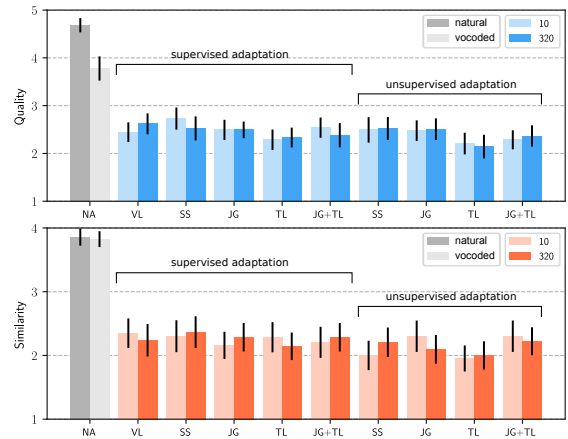 5
natural
10
vocoded
320
4
supervised adaptation
unsupervised adaptation
Quality
3
2
1
NA VL SS JG TL JG+TL SS JG TL JG+TL
4
natural
10
vocoded
320
supervised adaptation
3
unsupervised adaptation
Similarity
2
1
NA VL SS JG TL JG+TL SS JG TL JG+TL